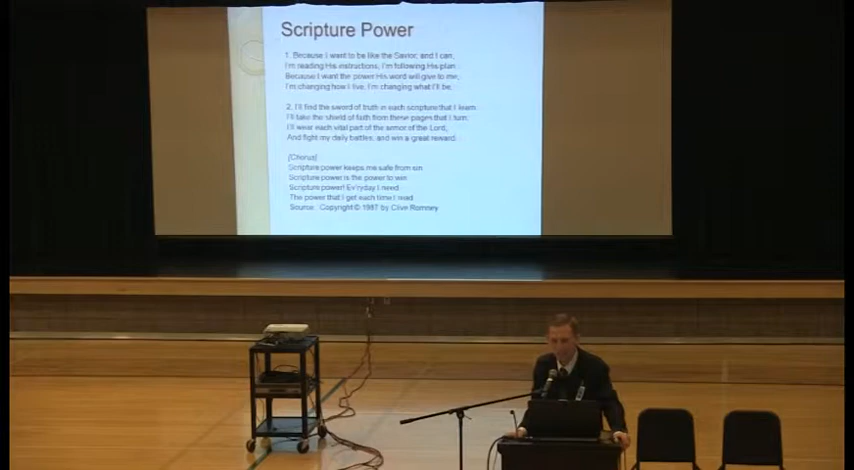 Scripture Power
1. Because I want to be like the Savior, and I can,
I'm reading His instructions, I'm following His plan.
Because I want the power His word will give to me,
I'm changing how I live, I'm changing what I'll be.
2. I'll find the sword of truth in each scripture that I learn.
I'll take the shield of faith from these pages that I turn.
I'll wear each vital part of the armor of the Lord,
And fight my daily battles, and win a great reward.
(Chorus)
Scripture power keeps me safe from sin.
Scripture power is the power to win.
Scripture power! Ev'ryday I need
The power that I get each time I read.
Source: Copyright © 1987 by Clive Romney